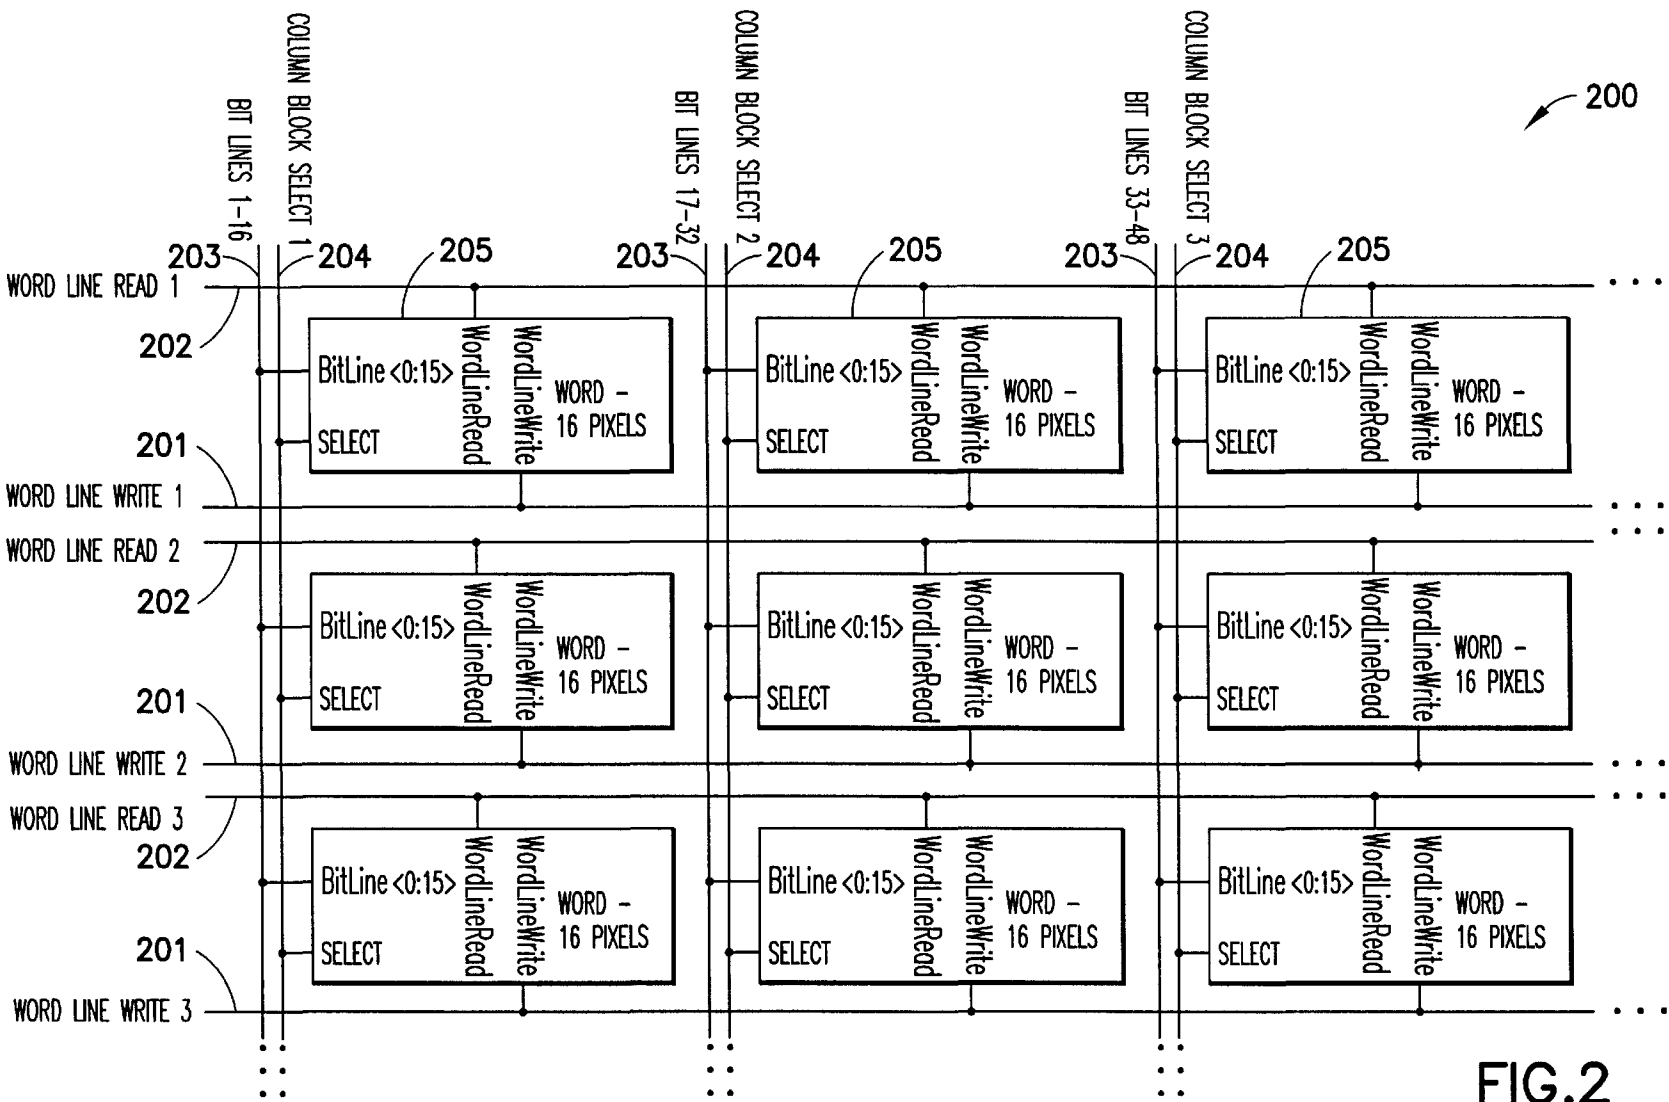 COLUMN BLOCK SELECT 1
BIT LINES 1-16
COLUMN BLOCK SELECT 2
BIT LINES 17-32
COLUMN BLOCK SELECT 3
BIT LINES 33-48
200
203
204
205
203
204
205
203
204
205
WORD LINE READ 1
202
BitLine <0:15>
SELECT
WordLineRead
WordLineWrite
WORD -
16 PIXELS
BitLine <0:15>
SELECT
WordLineRead
WordLineWrite
WORD -
16 PIXELS
BitLine <0:15>
SELECT
WordLineRead
WordLineWrite
WORD -
16 PIXELS
201
WORD LINE WRITE 1
WORD LINE READ 2
202
BitLine <0:15>
SELECT
WordLineRead
WordLineWrite
WORD -
16 PIXELS
BitLine <0:15>
SELECT
WordLineRead
WordLineWrite
WORD -
16 PIXELS
BitLine <0:15>
SELECT
WordLineRead
WordLineWrite
WORD -
16 PIXELS
201
WORD LINE WRITE 2
WORD LINE READ 3
202
BitLine <0:15>
SELECT
WordLineRead
WordLineWrite
WORD -
16 PIXELS
BitLine <0:15>
SELECT
WordLineRead
WordLineWrite
WORD -
16 PIXELS
BitLine <0:15>
SELECT
WordLineRead
WordLineWrite
WORD -
16 PIXELS
201
WORD LINE WRITE 3
FIG.2